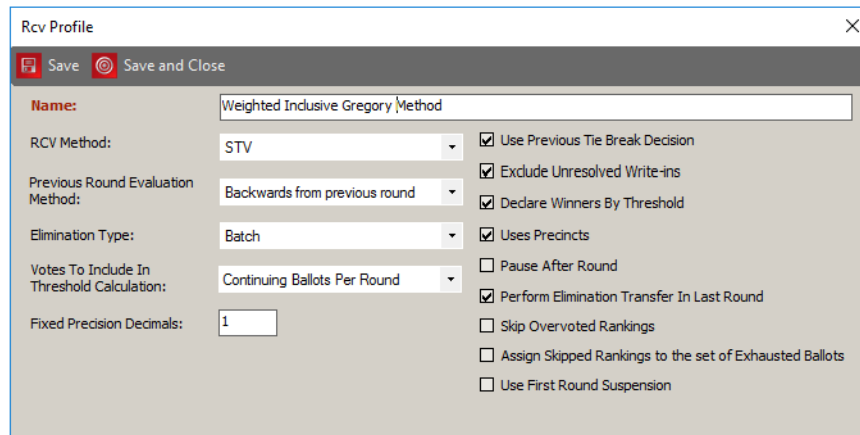 Rcv Profile
Save Save and Close
Name: Weighted Inclusive Gregory Method
RCV Method: STV
Previous Round Evaluation
Method: Backwards from previous round
Elimination Type: Batch
Votes To Include In
Threshold Calculation: Continuing Ballots Per Round
Fixed Precision Decimals: 1
Use Previous Tie Break Decision
Exclude Unresolved Write-ins
Declare Winners By Threshold
Uses Precincts
Pause After Round
Perform Elimination Transfer In Last Round
Skip Overvoted Rankings
Assign Skipped Rankings to the set of Exhausted Ballots
Use First Round Suspension